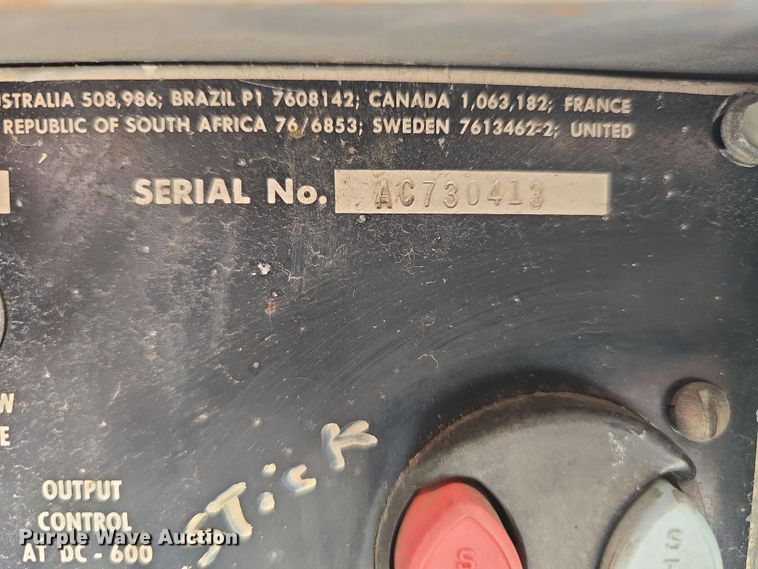 STRALIA 508,986; BRAZIL P1 7608142; CANADA 1,063,182; FRANCE
REPUBLIC OF SOUTH AFRICA 76/6853; SWEDEN 7613462-2; UNITED
SERIAL No. AC730413
W
E
STicK
OUTPUT
CONTROL
AT DC - 600
Purple Wave Auction